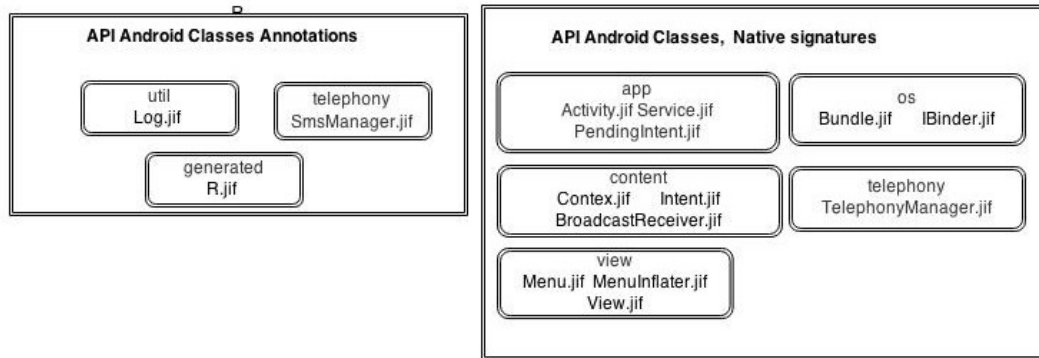 R
API Android Classes Annotations
util
Log.jif
telephony
SmsManager.jif
generated
R.jif
API Android Classes, Native signatures
app
Activity.jif Service.jif
PendingIntent.jif
os
Bundle.jif IBinder.jif
content
Contex.jif Intent.jif
BroadcastReceiver.jif
telephony
TelephonyManager.jif
view
Menu.jif MenuInflater.jif
View.jif